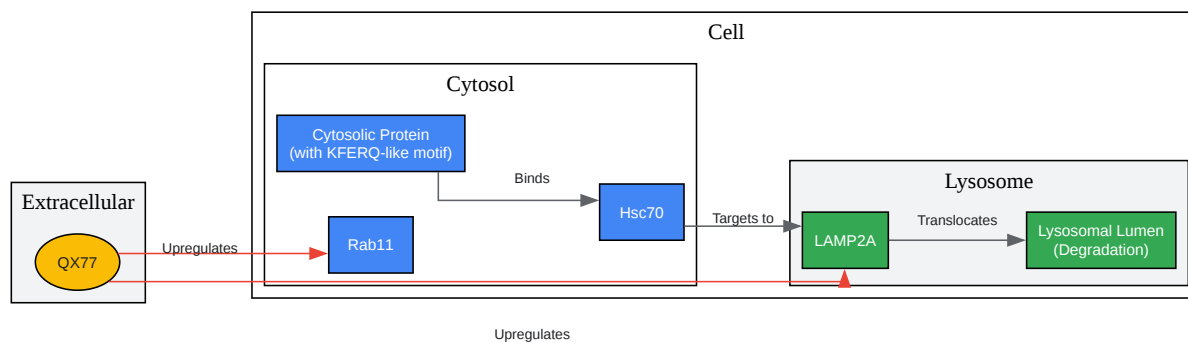 Cell
Cytosol
Cytosolic Protein
(with KFERQ-like motif)
Binds
Hsc70
Rab11
Extracellular
QX77
Upregulates
Targets to
Lysosome
LAMP2A
Translocates
Lysosomal Lumen
(Degradation)
Upregulates